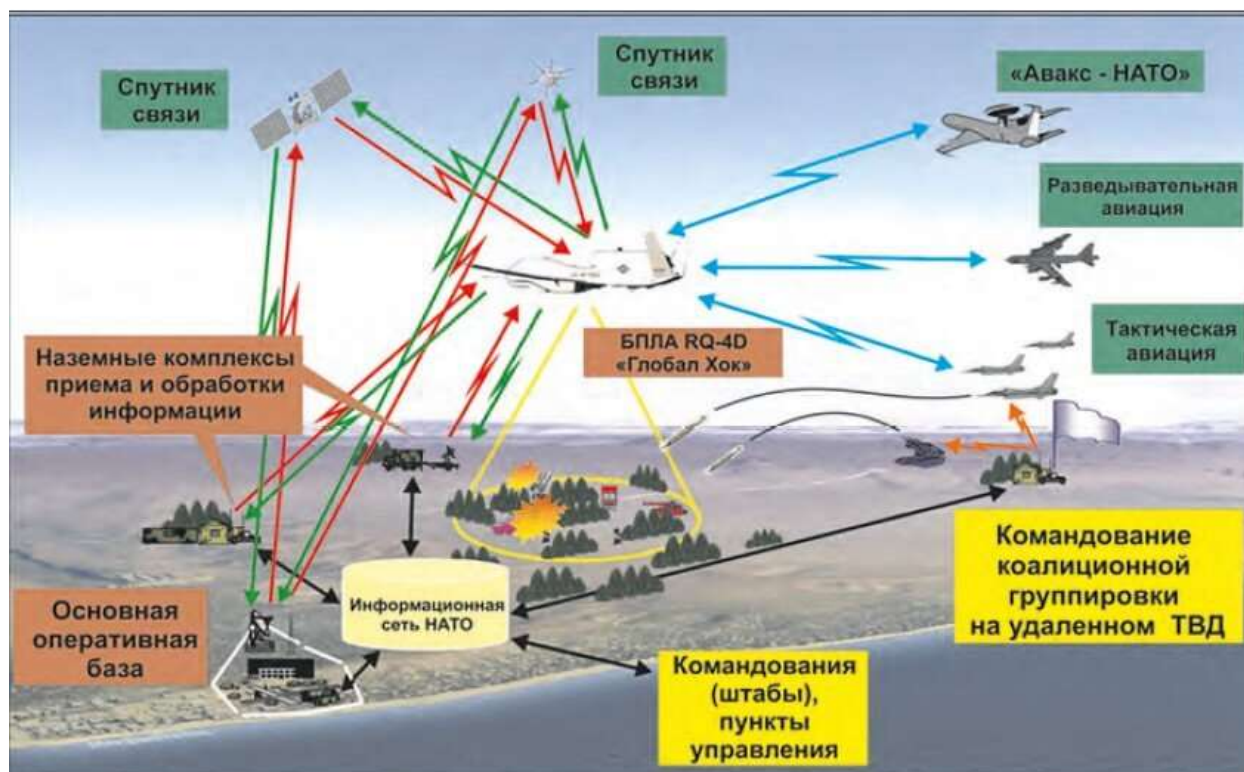 Спутник
связи
Спутник
связи
«Авакс - НАТО»
Разведывательная
авиация
Тактическая
авиация
БПЛА RQ-4D
«Глобал Хок»
Наземные комплексы
приема и обработки
информации
Основная
оперативная
база
Информационная
сеть НАТО
Командования
(штабы),
пункты
управления
Командование
коалиционной
группировки
на удаленном ТВД